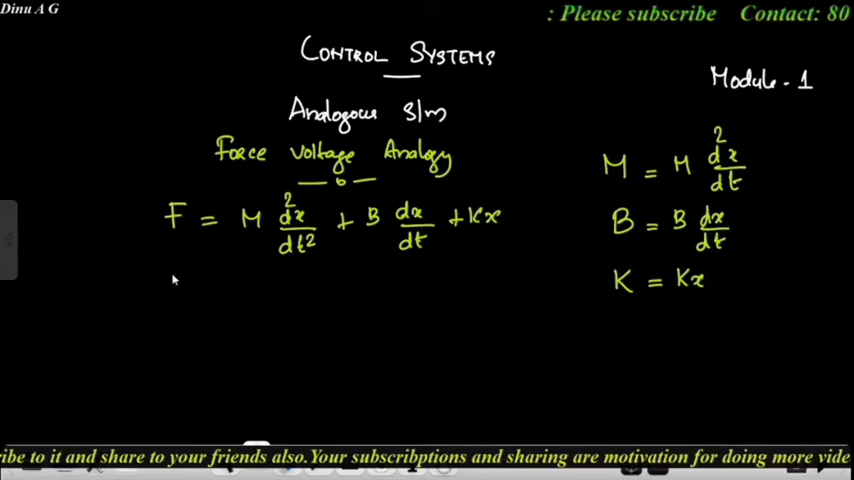 Dinu A G
: Please subscribe Contact: 80
CONTROL SYSTEMS
Module - 1
Analogous S/m
Force voltage Analogy
F = M d²x/dt² + B dx/dt + Kx
M = M d²x/dt
B = B dx/dt
K = Kx
ribe to it and share to your friends also.Your subscribptions and sharing are motivation for doing more vide